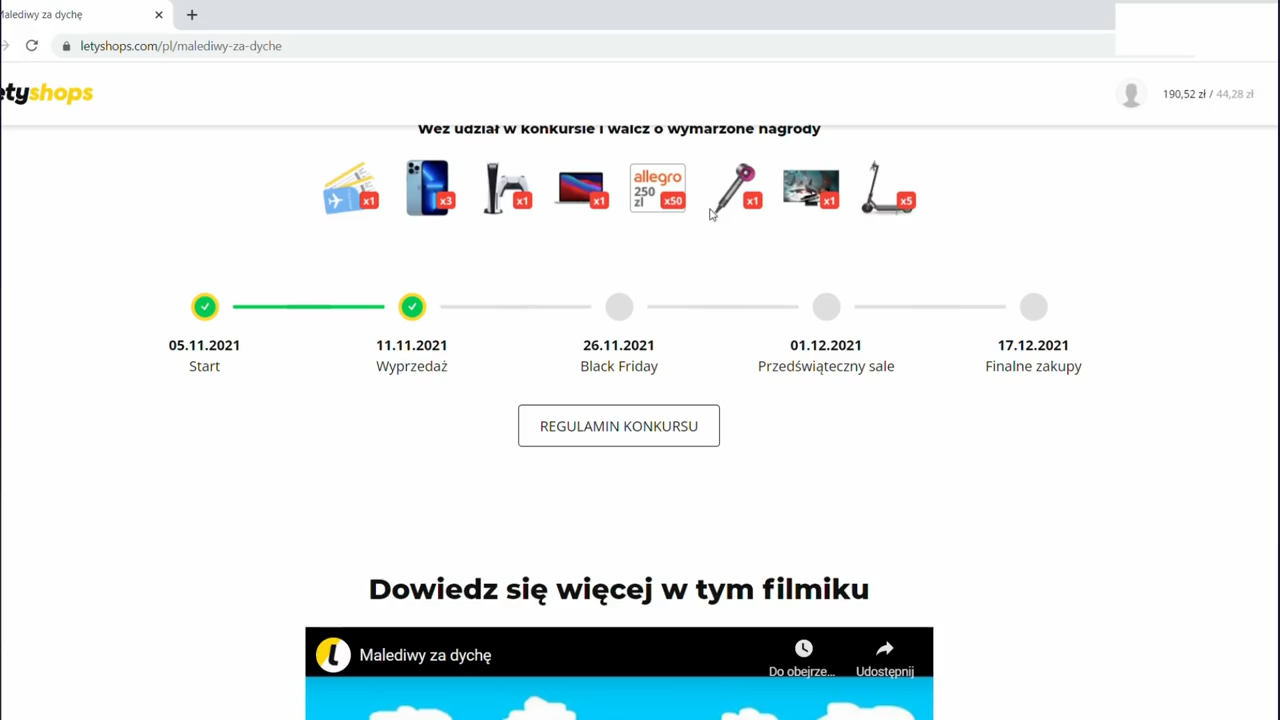 Malediwy za dychę
letyshops.com/pl/malediwy-za-dyche
etyshops
190,52 zł / 44,28 zł
Weź udział w konkursie i walcz o wymarzone nagrody
x1
x3
x1
x1
allegro
250
zł
x50
x1
x1
x5
05.11.2021
11.11.2021
26.11.2021
01.12.2021
17.12.2021
Start
Wyprzedaż
Black Friday
Przedświąteczny sale
Finalne zakupy
REGULAMIN KONKURSU
Dowiedz się więcej w tym filmiku
Malediwy za dychę
Do obejrze...
Udostępnij